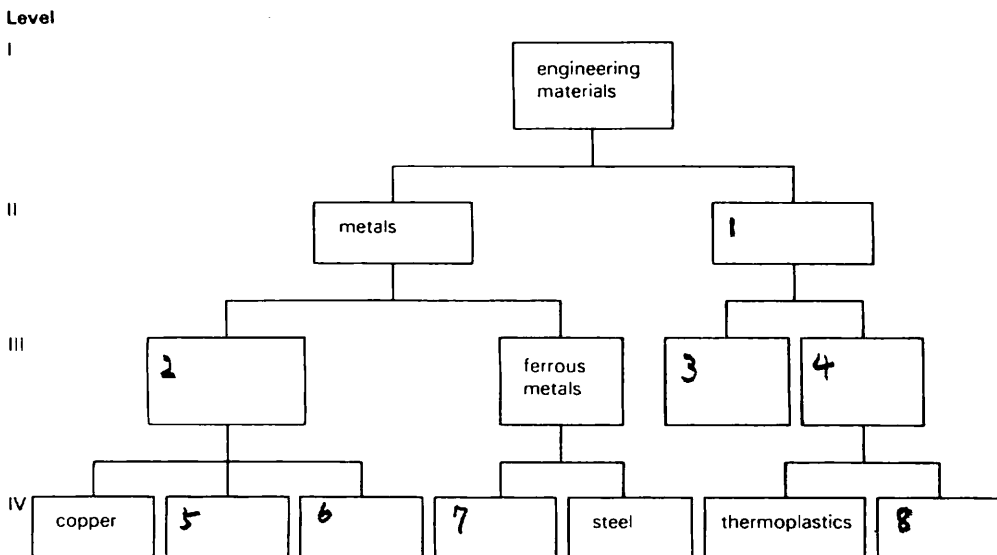 Level
I
engineering
materials
II
metals
1
III
2
ferrous
metals
3
4
IV
copper
5
6
7
steel
thermoplastics
8